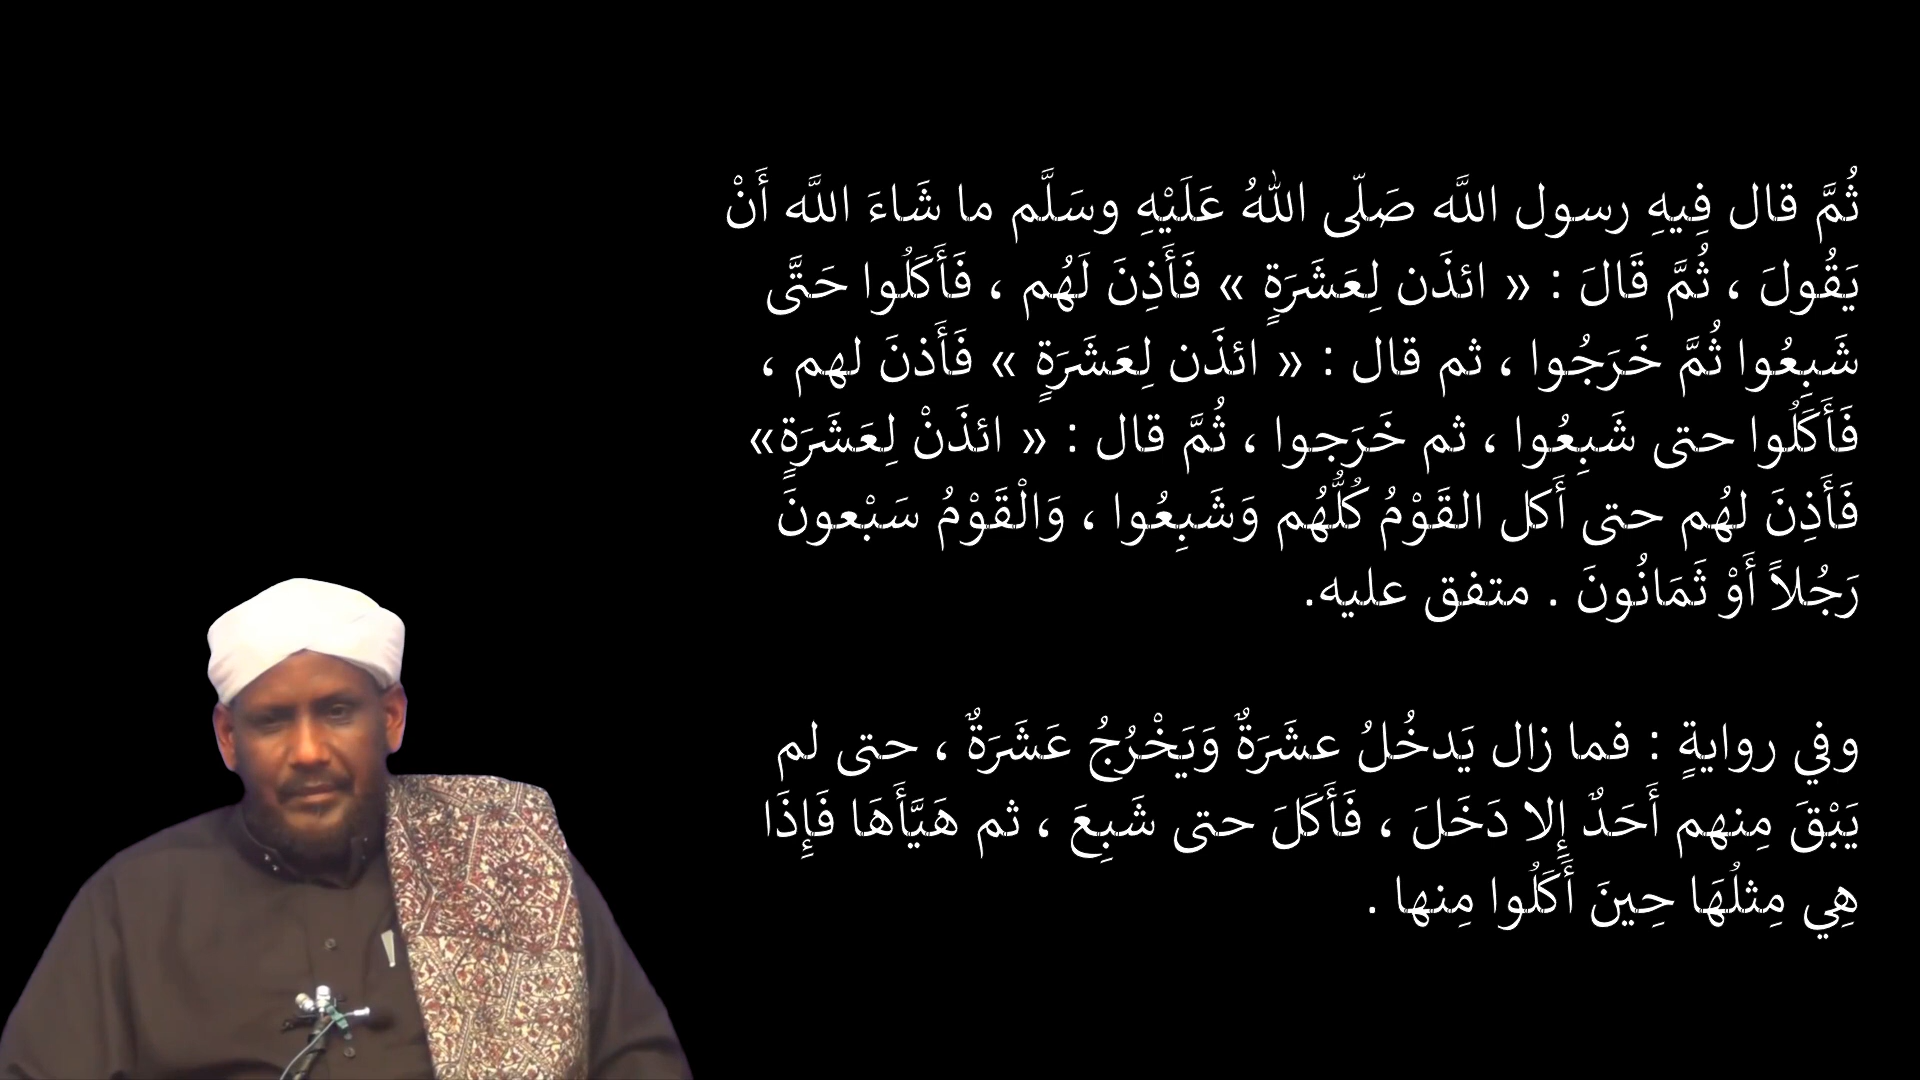 ثُمَّ قال فِيهِ رسول اللَّه صَلّى اللهُ عَلَيْهِ وسَلَّم ما شَاءَ اللَّه أَنْ
يَقُولَ ، ثُمَّ قَالَ : « ائذَن لِعَشَرَةٍ » فَأَذِنَ لَهُم ، فَأَكَلُوا حَتَّى
شَبِعُوا ثُمَّ خَرَجُوا ، ثم قال : « ائذَن لِعَشَرَةٍ » فَأَذنَ لهم ،
فَأَكَلُوا حتى شَبِعُوا ، ثم خَرَجوا ، ثُمَّ قال : « ائذَنْ لِعَشَرَةٍ»
فَأَذِنَ لهُم حتى أَكل القَوْمُ كُلُّهُم وَشَبِعُوا ، وَالْقَوْمُ سَبْعونَ
رَجُلاً أَوْ ثَمَانُونَ . متفق عليه.
وفي روايةٍ : فما زال يَدخُلُ عشَرَةٌ وَيَخْرُجُ عَشَرَةٌ ، حتى لم
يَبْقَ مِنهم أَحَدٌ إِلا دَخَلَ ، فَأَكَلَ حتى شَبِعَ ، ثم هَيَّأَهَا فَإِذَا
هِي مِثلُهَا حِينَ أَكَلُوا مِنها .